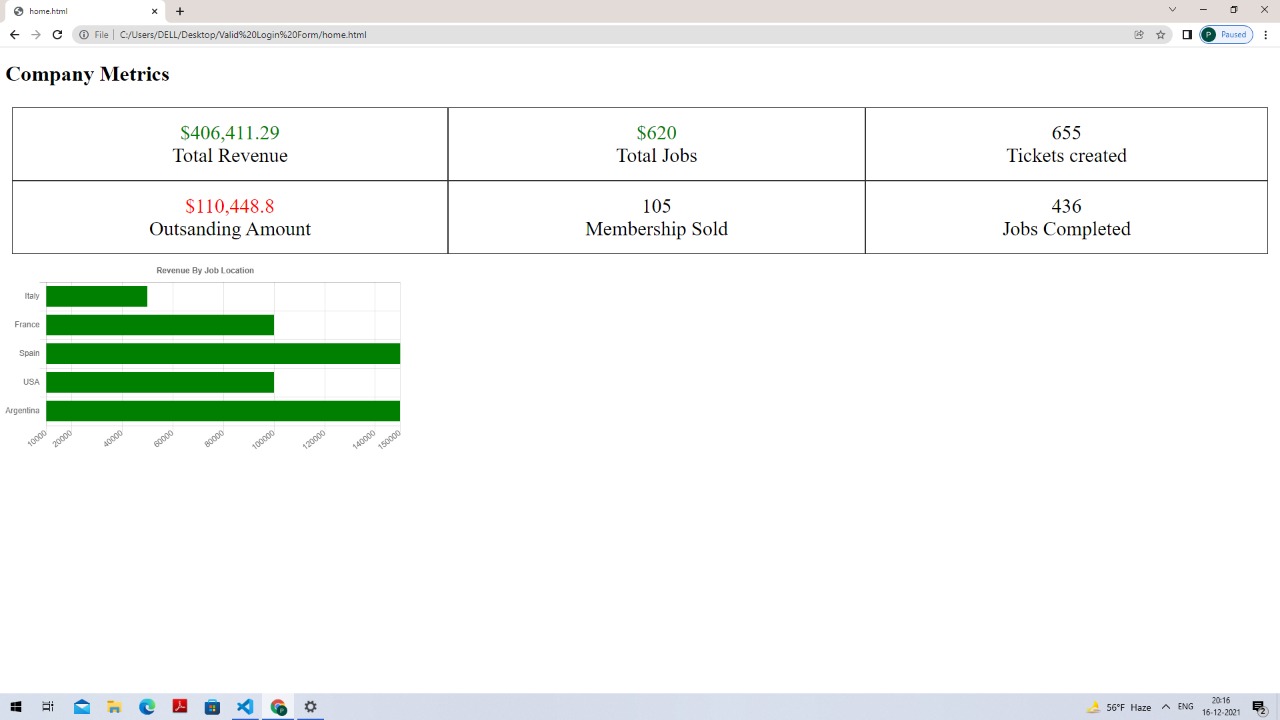 home.html
File | C:/Users/DELL/Desktop/Valid%20Login%20Form/home.html
P Paused
Company Metrics
$406,411.29
Total Revenue
$620
Total Jobs
655
Tickets created
$110,448.8
Outsanding Amount
105
Membership Sold
436
Jobs Completed
Revenue By Job Location
Italy
France
Spain
USA
Argentina
10000 20000 40000 60000 80000 100000 120000 140000 150000
56°F Haze ENG 20:16
16-12-2021 2